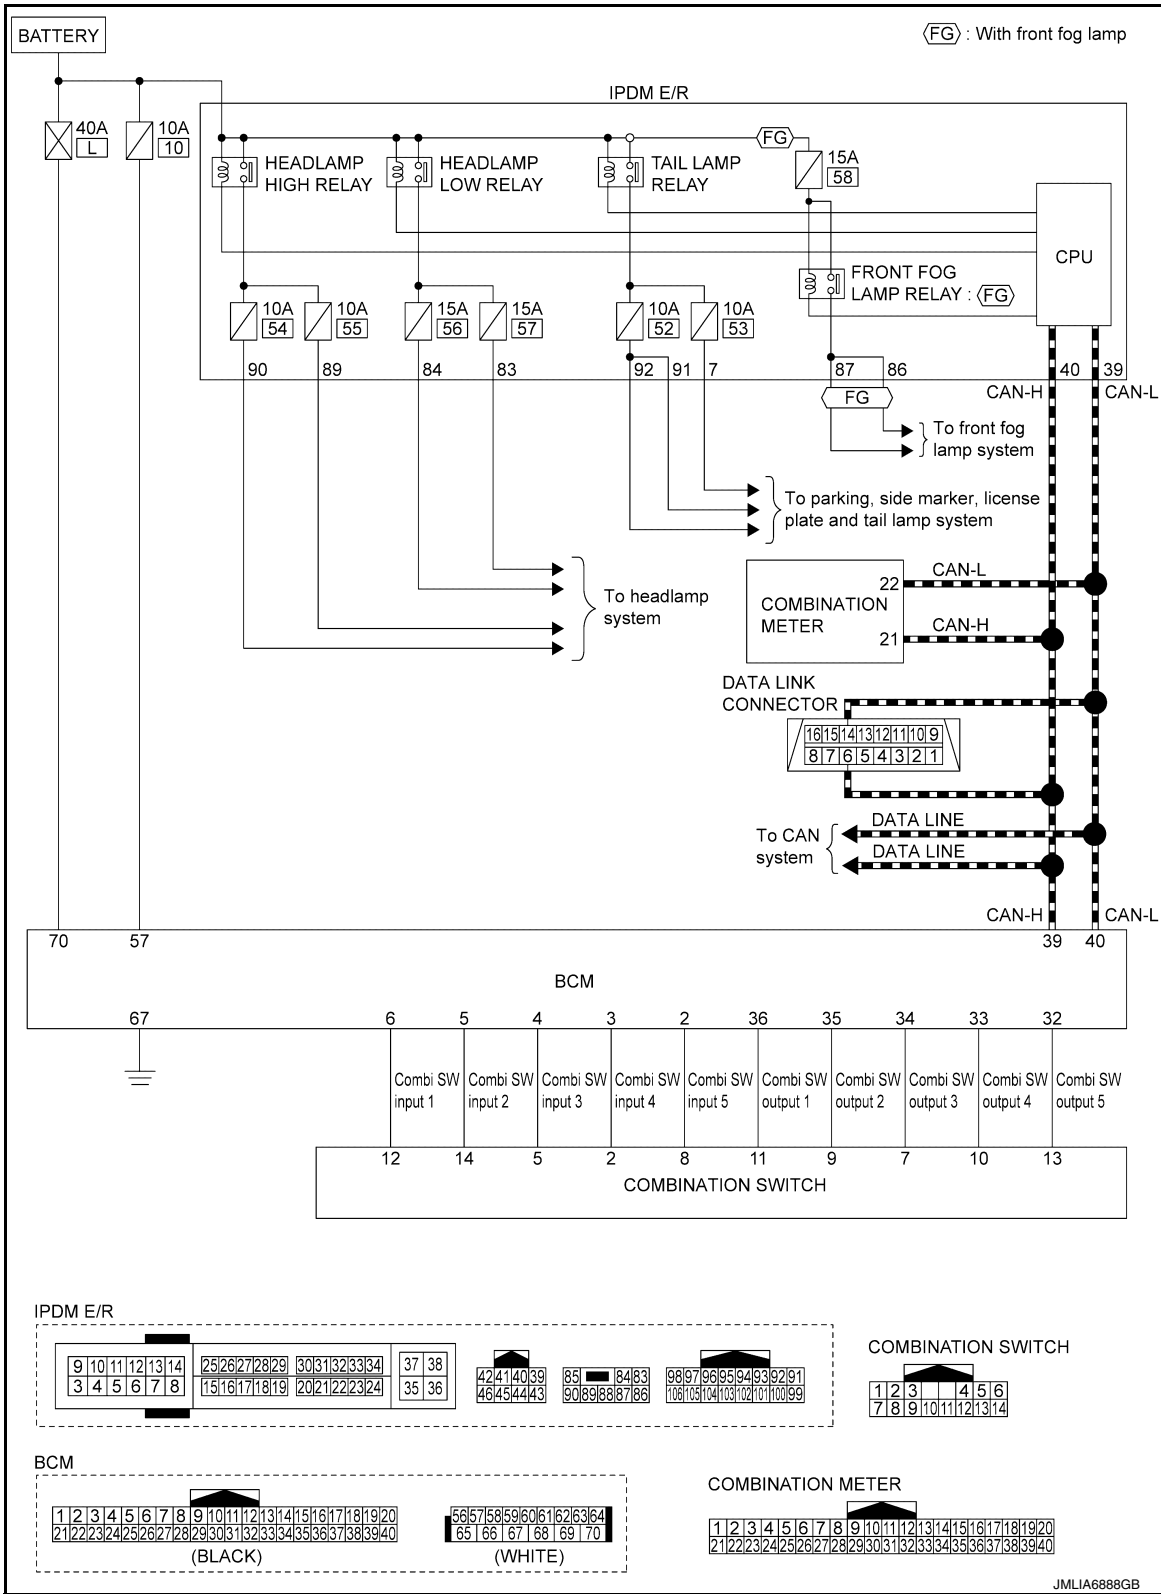 BATTERY
FG : With front fog lamp
IPDM E/R
40A
L
10A
10
HEADLAMP
HIGH RELAY
HEADLAMP
LOW RELAY
TAIL LAMP
RELAY
FG
15A
58
CPU
FRONT FOG
LAMP RELAY : FG
10A
54
10A
55
15A
56
15A
57
10A
52
10A
53
90 89 84 83 92 91 7 87 86 40 39
CAN-H CAN-L
FG
To front fog
lamp system
To parking, side marker, license
plate and tail lamp system
To headlamp
system
COMBINATION
METER
22 CAN-L
21 CAN-H
DATA LINK
CONNECTOR
16 15 14 13 12 11 10 9
8 7 6 5 4 3 2 1
To CAN
system
DATA LINE
DATA LINE
CAN-H CAN-L
70 57 39 40
BCM
67 6 5 4 3 2 36 35 34 33 32
Combi SW
input 1
Combi SW
input 2
Combi SW
input 3
Combi SW
input 4
Combi SW
input 5
Combi SW
output 1
Combi SW
output 2
Combi SW
output 3
Combi SW
output 4
Combi SW
output 5
12 14 5 2 8 11 9 7 10 13
COMBINATION SWITCH
IPDM E/R
9 10 11 12 13 14
3 4 5 6 7 8
25 26 27 28 29 30 31 32 33 34
15 16 17 18 19 20 21 22 23 24
37 38
35 36
42 41 40 39
46 45 44 43
85 84 83
90 89 88 87 86
98 97 96 95 94 93 92 91
106 105 104 103 102 101 100 99
COMBINATION SWITCH
1 2 3 4 5 6
7 8 9 10 11 12 13 14
BCM
1 2 3 4 5 6 7 8 9 10 11 12 13 14 15 16 17 18 19 20
21 22 23 24 25 26 27 28 29 30 31 32 33 34 35 36 37 38 39 40
(BLACK)
56 57 58 59 60 61 62 63 64
65 66 67 68 69 70
(WHITE)
COMBINATION METER
1 2 3 4 5 6 7 8 9 10 11 12 13 14 15 16 17 18 19 20
21 22 23 24 25 26 27 28 29 30 31 32 33 34 35 36 37 38 39 40
JMLIA6888GB